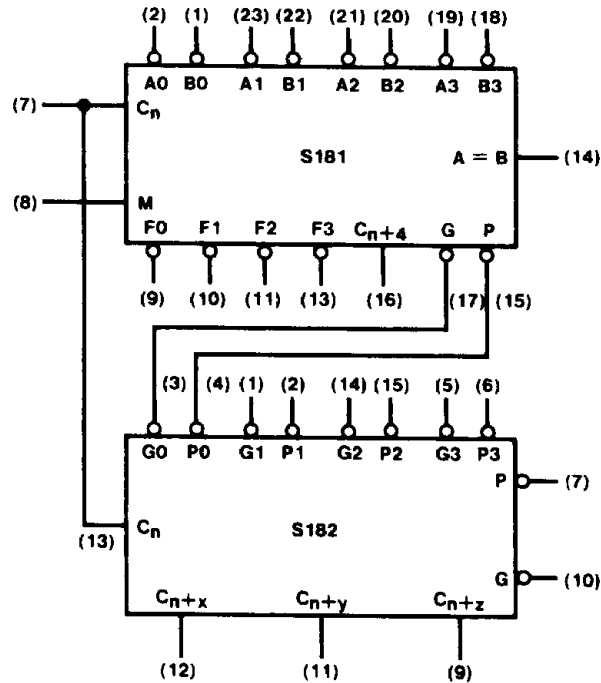 (2) (1) (23) (22) (21) (20) (19) (18)
A0 B0 A1 B1 A2 B2 A3 B3
(7) Cn
S181 A = B (14)
(8) M
F0 F1 F2 F3 Cn+4 G P
(9) (10) (11) (13) (16) (17) (15)
(3) (4) (1) (2) (14) (15) (5) (6)
G0 P0 G1 P1 G2 P2 G3 P3
P (7)
(13) Cn S182
G (10)
Cn+x Cn+y Cn+z
(12) (11) (9)